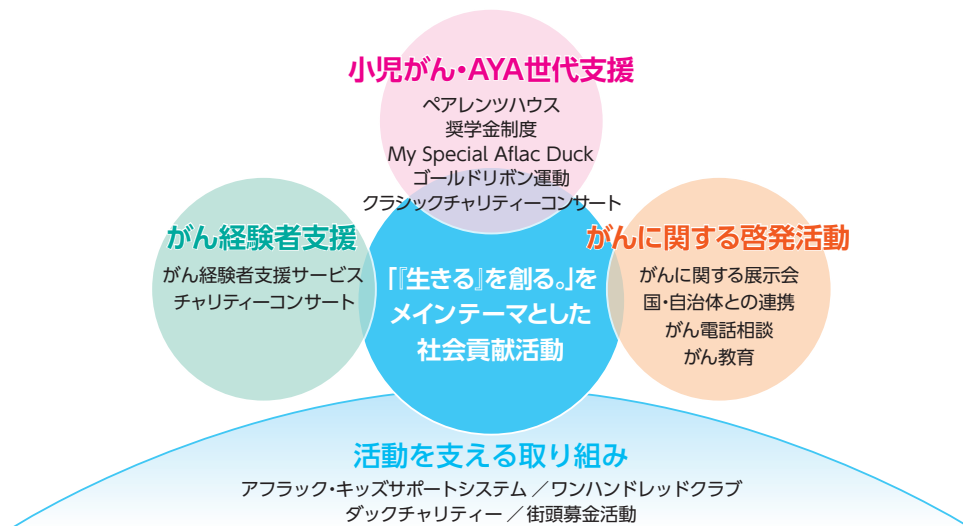 小児がん・AYA世代支援
ペアレンツハウス
奨学金制度
My Special Aflac Duck
ゴールドリボン運動
クラシックチャリティーコンサート
がん経験者支援
がん経験者支援サービス
チャリティーコンサート
「『生きる』を創る。」を
メインテーマとした
社会貢献活動
がんに関する啓発活動
がんに関する展示会
国・自治体との連携
がん電話相談
がん教育
活動を支える取り組み
アフラック・キッズサポートシステム／ワンハンドレッドクラブ
ダックチャリティー／街頭募金活動